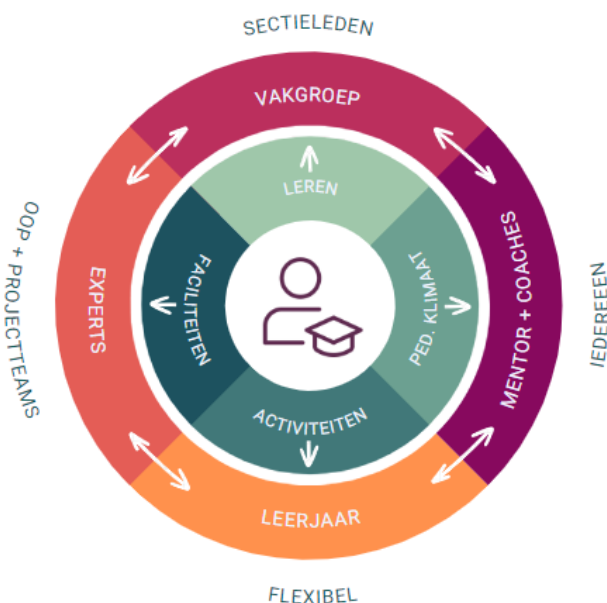 SECTIELEDEN
VAKGROEP
LEREN
OOP + PROJECTTEAMS
EXPERTS
FACILITEITEN
PED. KLIMAAT
MENTOR + COACHES
IEDEREEN
ACTIVITEITEN
LEERJAAR
FLEXIBEL